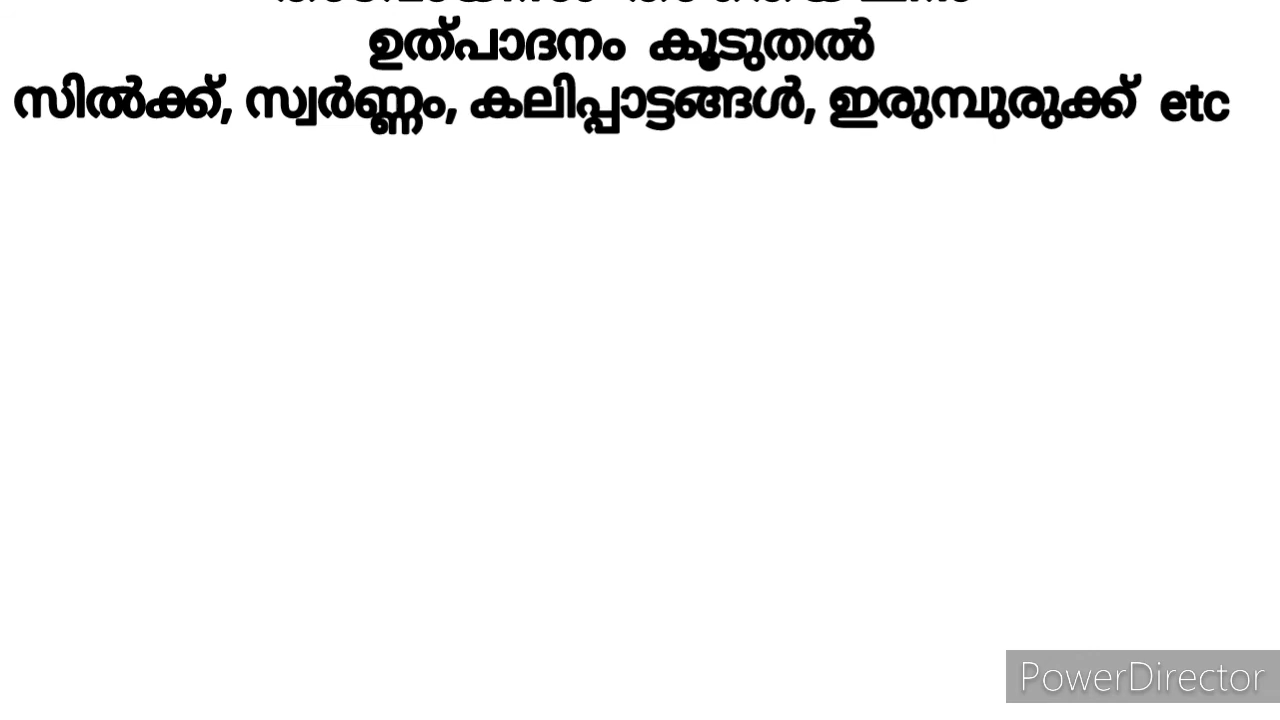 ഉത്പാദനം കൂടുതൽ
സിൽക്ക്, സ്വർണ്ണം, കലിപ്പാട്ടങ്ങൾ, ഇരുമ്പുരുക്ക് etc
PowerDirector